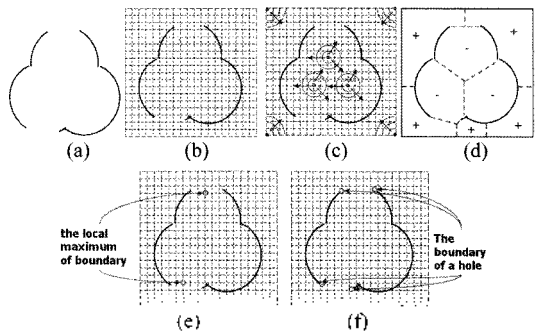 (a)
(b)
(c)
(d)
+
+
-
-
-
+
+
+
+
the local
maximum
of boundary
The
boundary
of a hole
(e)
(f)